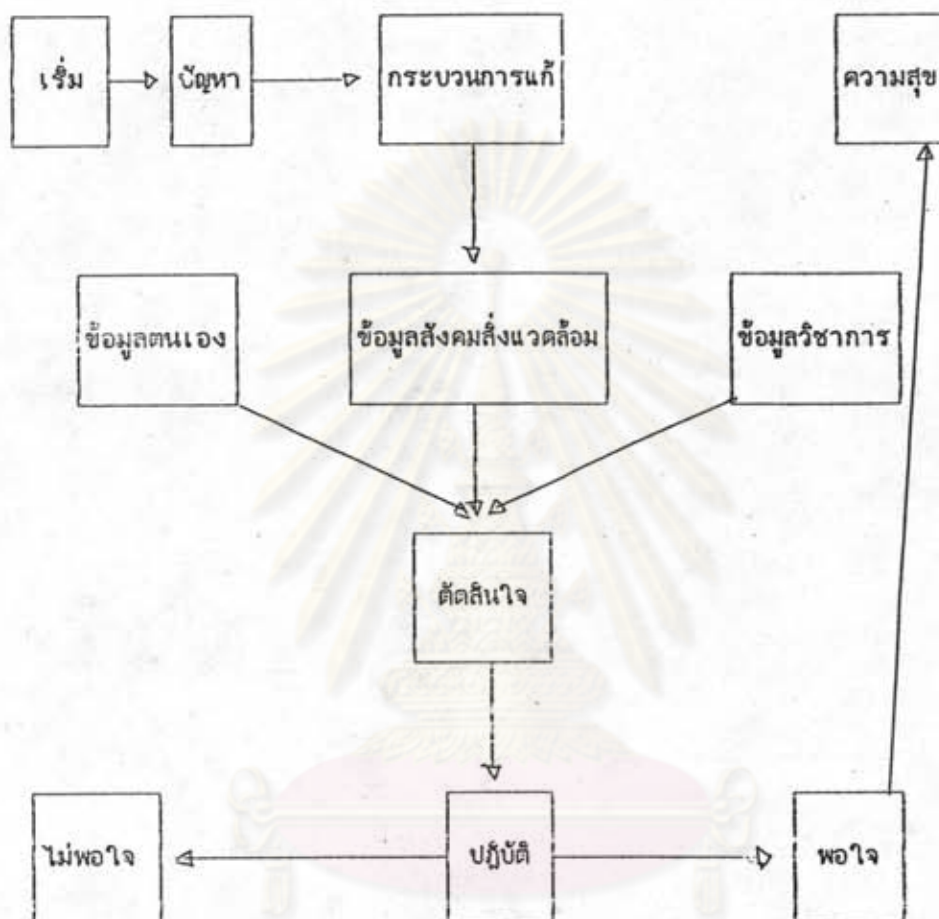 เริ่ม
ปัญหา
กระบวนการแก้
ความสุข
ข้อมูลตนเอง
ข้อมูลสังคมสิ่งแวดล้อม
ข้อมูลวิชาการ
ตัดสินใจ
ไม่พอใจ
ปฏิบัติ
พอใจ